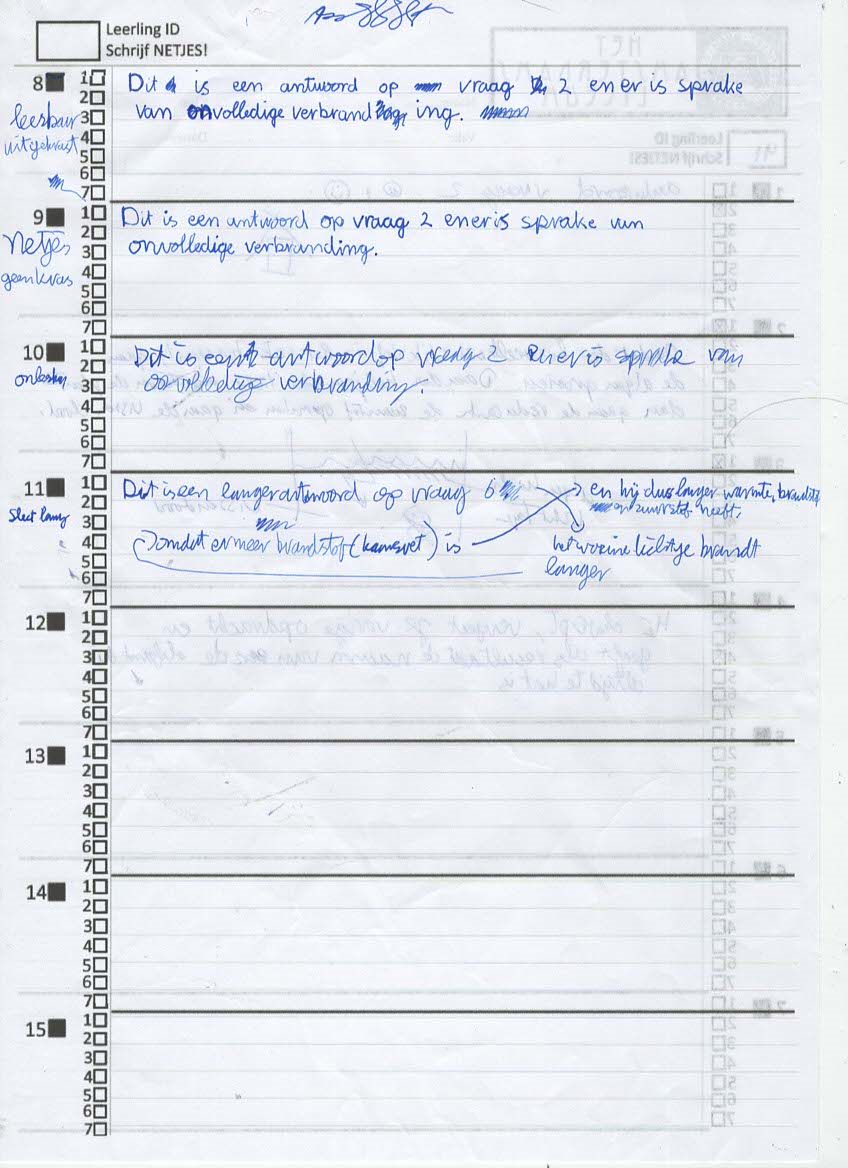 Leerling ID
Schrijf NETJES!
8 1
2
3
4
5
6
7
leesbaar
uitgekrast
Dit is een antwoord op vraag 2 en er is sprake
van onvolledige verbranding.
9 1
2
3
4
5
6
7
Netjes
geen kras
Dit is een antwoord op vraag 2 en er is sprake van
onvolledige verbranding.
10 1
2
3
4
5
6
7
Dit is een antwoord op vraag 2 en er is sprake van
onvolledige verbranding.
11 1
2
3
4
5
6
7
Slect lang
Dit is een langer antwoord op vraag 6
omdat er meer brandstof (kaarsvet) is
en hij dus langer warmte, brandstof
en zuurstof heeft.
lichtje brandt
langer
12 1
2
3
4
5
6
7
13 1
2
3
4
5
6
7
14 1
2
3
4
5
6
7
15 1
2
3
4
5
6
7